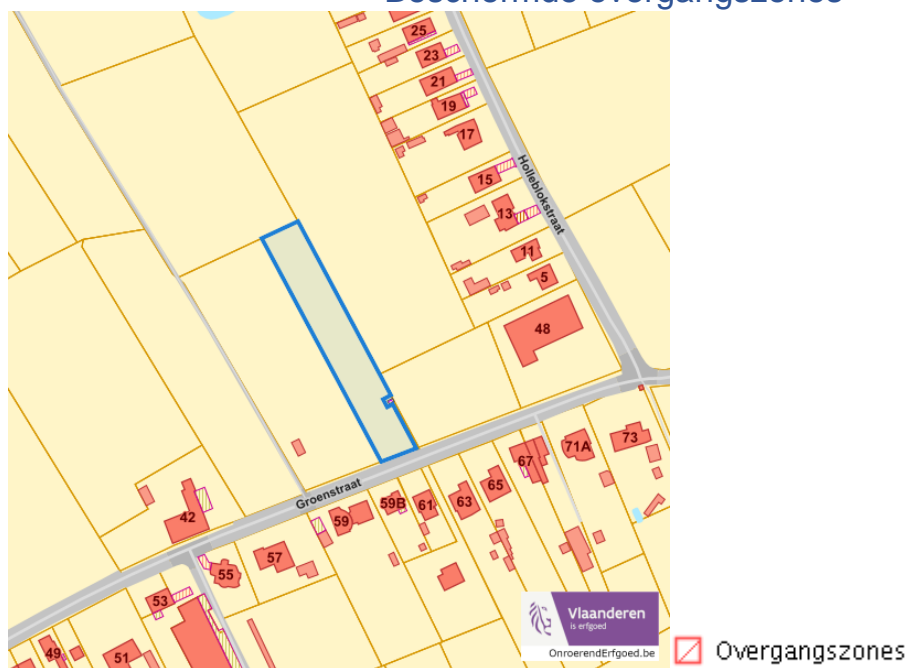 Beschermde overgangszones
25
23
21
19
17
15
13
11
5
Holleblokstraat
48
73
71A
67
65
63
61
59B
59
Groenstraat
42
57
55
53
51
49
Vlaanderen
is erfgoed
OnroerendErfgoed.be
Overgangszones